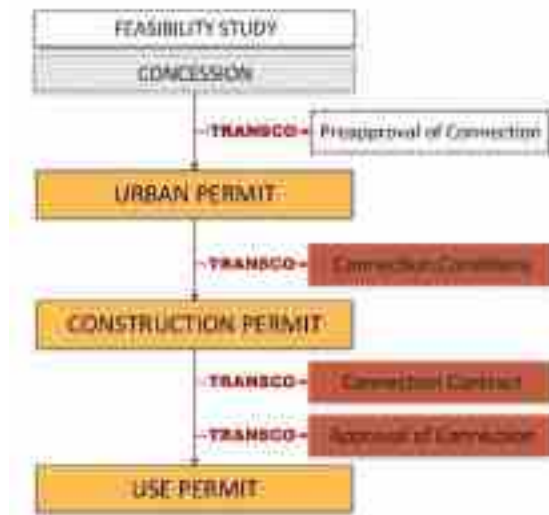 FEASIBILITY STUDY
CONCESSION
TRANSCO Preapproval of Connection
URBAN PERMIT
TRANSCO Connection Conditions
CONSTRUCTION PERMIT
TRANSCO Connection Contract
TRANSCO Approval of Connection
USE PERMIT